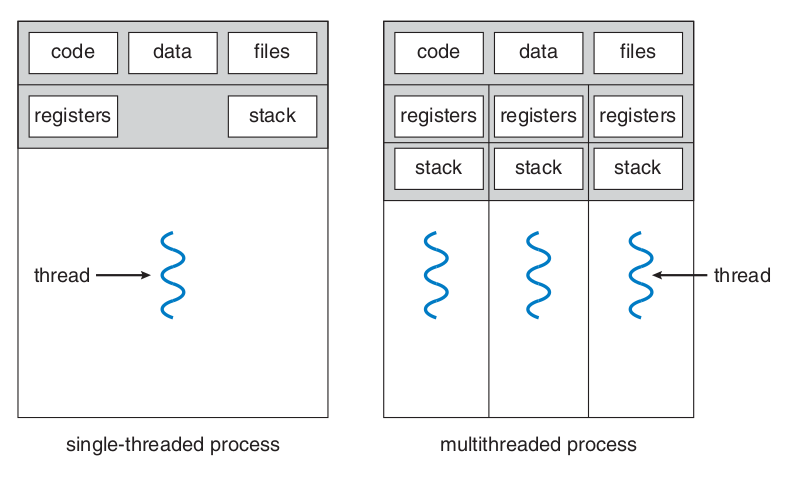 code data files
registers stack
thread
single-threaded process
code data files
registers registers registers
stack stack stack
thread
multithreaded process